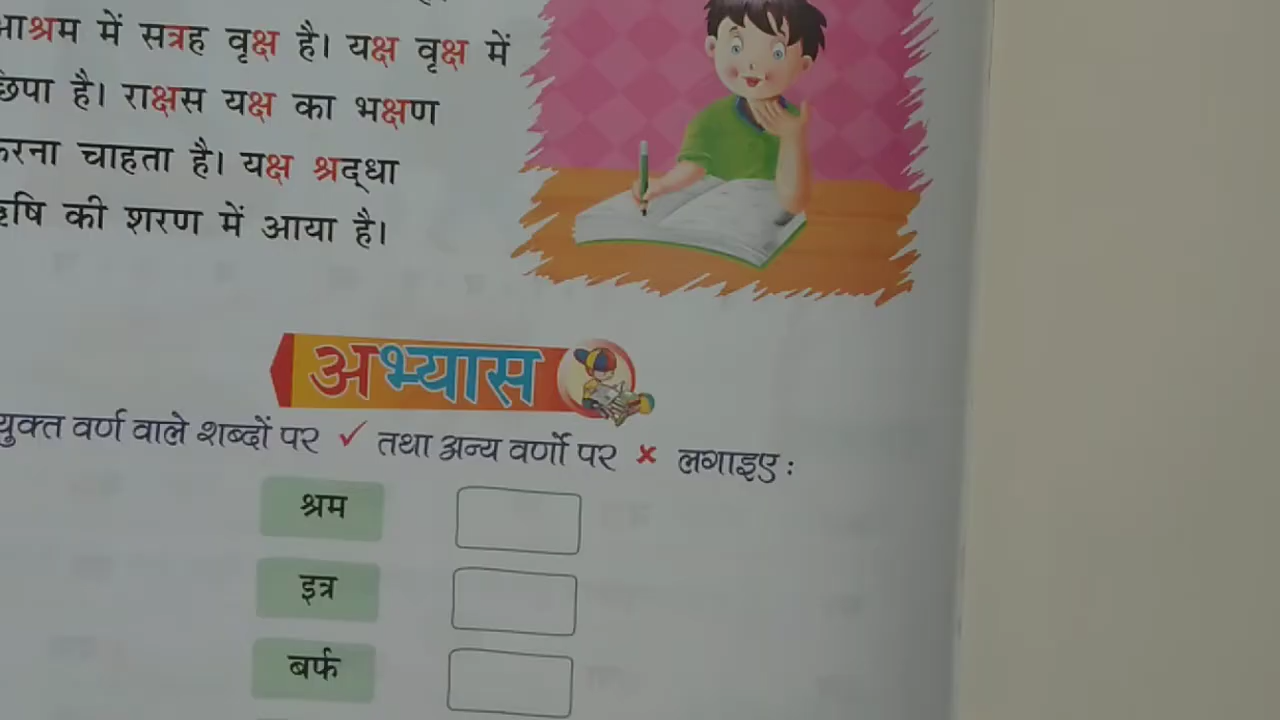 आश्रम में सत्रह वृक्ष है। यक्ष वृक्ष में
छिपा है। राक्षस यक्ष का भक्षण
करना चाहता है। यक्ष श्रद्धा
ऋषि की शरण में आया है।
अभ्यास
युक्त वर्ण वाले शब्दों पर ✓ तथा अन्य वर्णों पर × लगाइए :
श्रम
इत्र
बर्फ